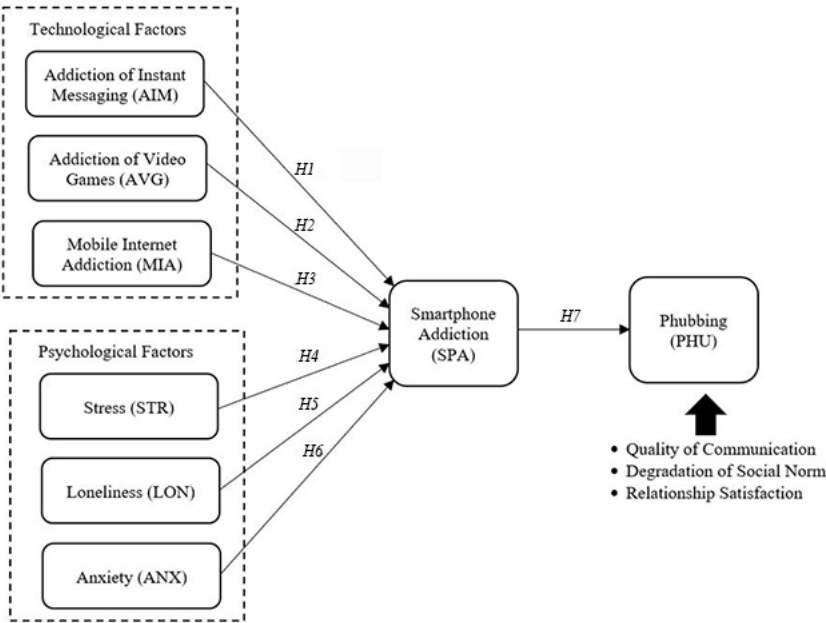 Technological Factors
Addiction of Instant
Messaging (AIM)
Addiction of Video
Games (AVG)
Mobile Internet
Addiction (MIA)
H1
H2
H3
Psychological Factors
Stress (STR)
Loneliness (LON)
Anxiety (ANX)
H4
H5
H6
Smartphone
Addiction
(SPA)
H7
Phubbing
(PHU)
• Quality of Communication
• Degradation of Social Norm
• Relationship Satisfaction